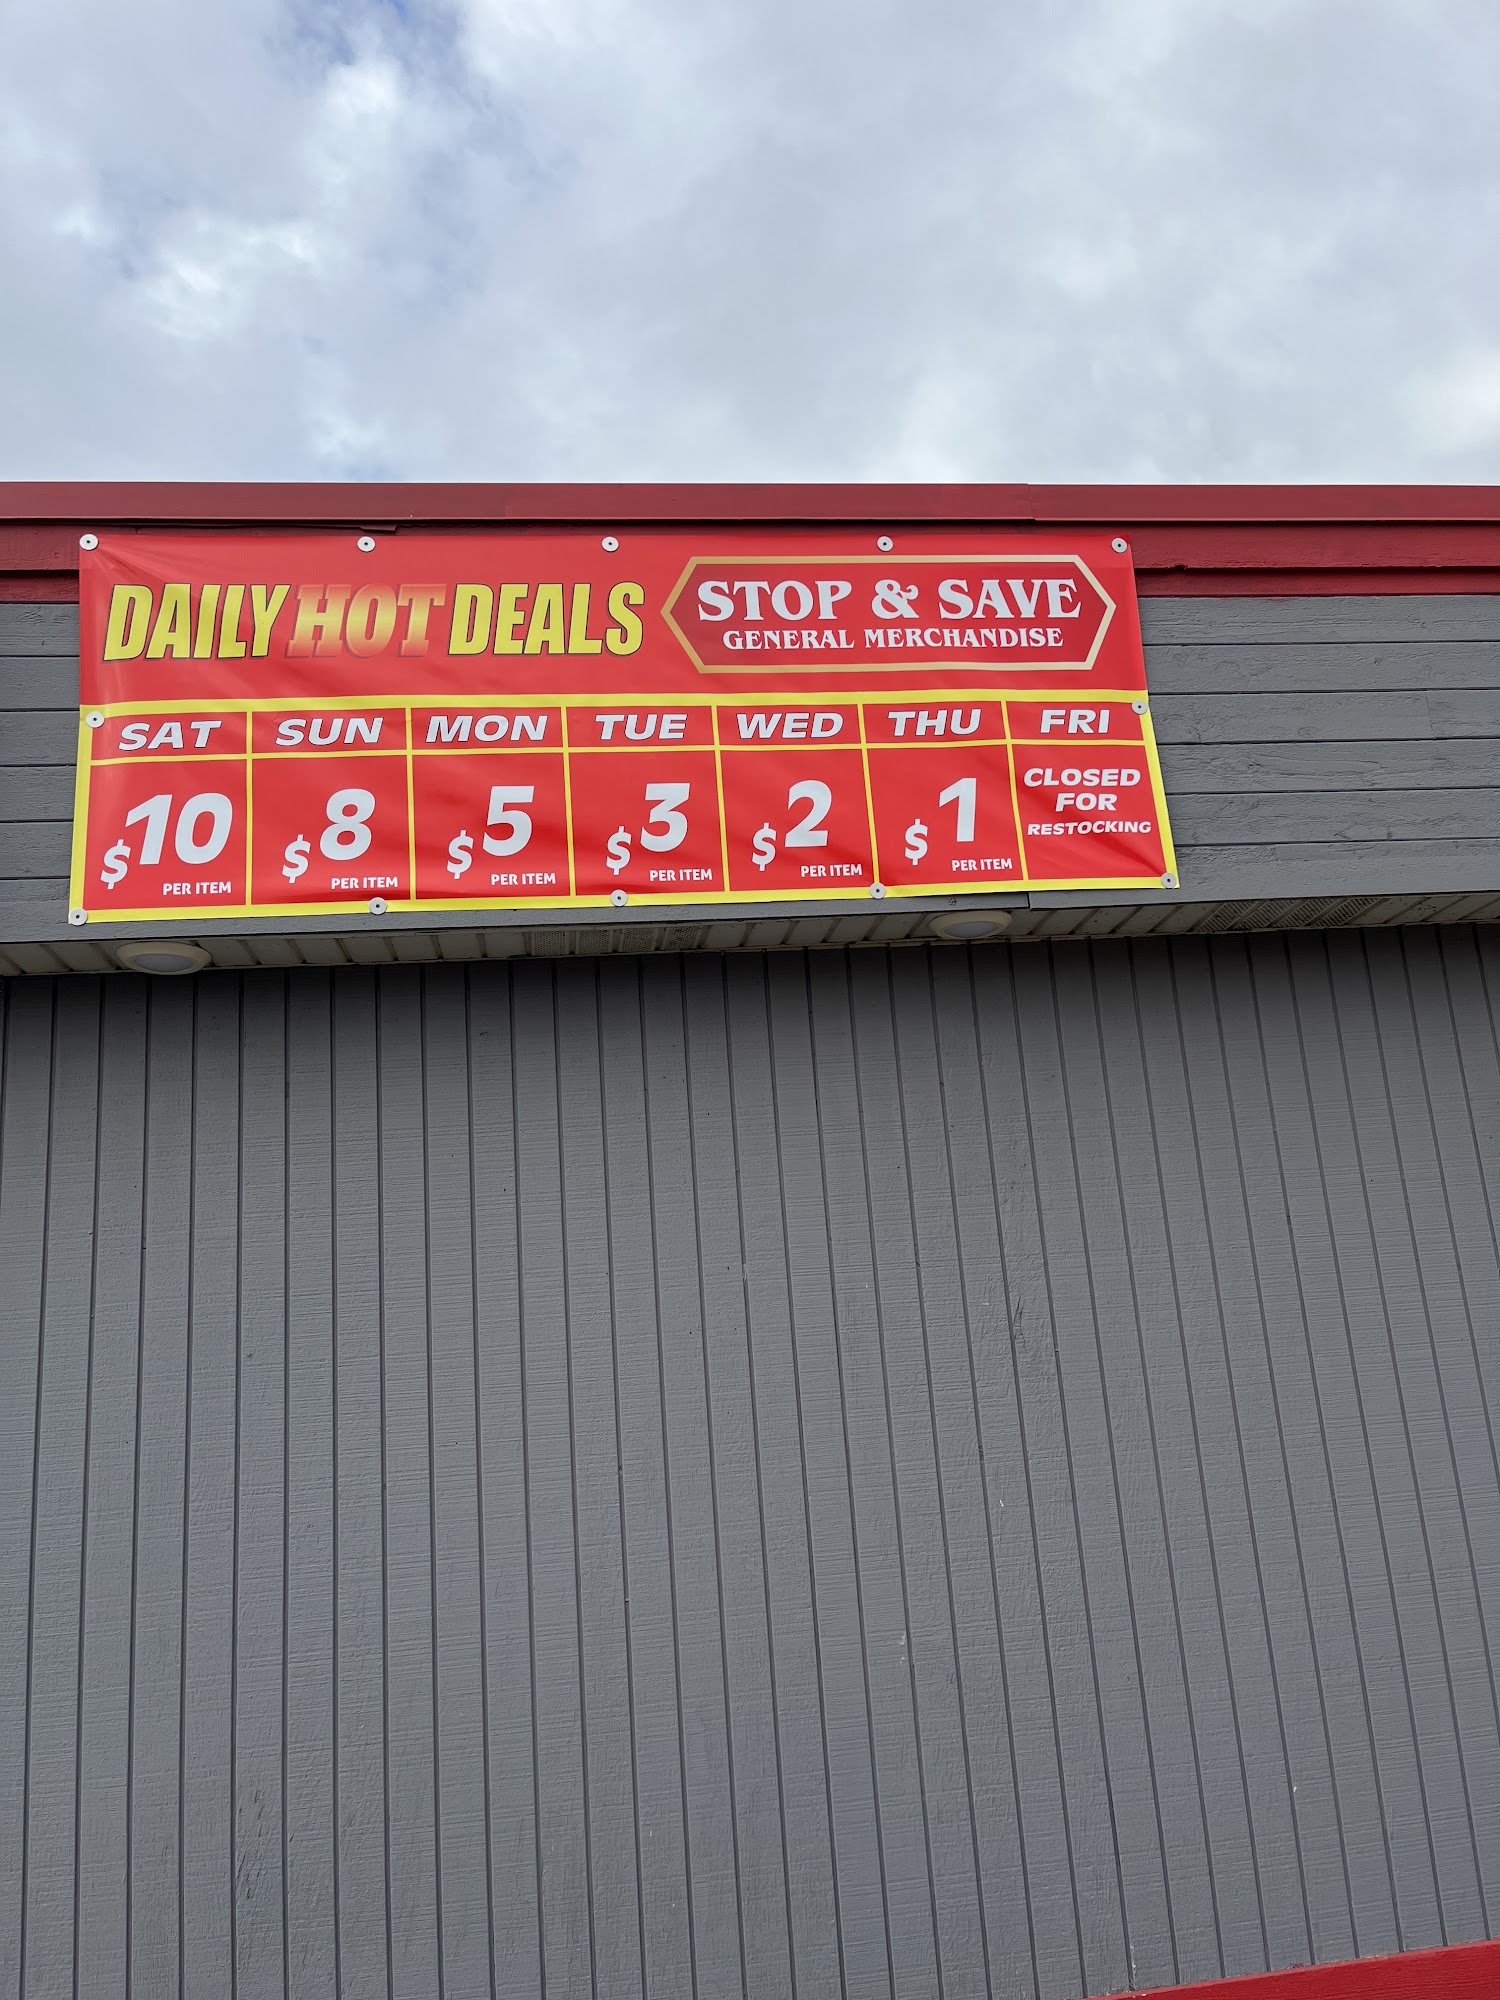 DAILY HOT DEALS
STOP & SAVE
GENERAL MERCHANDISE
SAT SUN MON TUE WED THU FRI
$10 PER ITEM
$8 PER ITEM
$5 PER ITEM
$3 PER ITEM
$2 PER ITEM
$1 PER ITEM
CLOSED
FOR
RESTOCKING